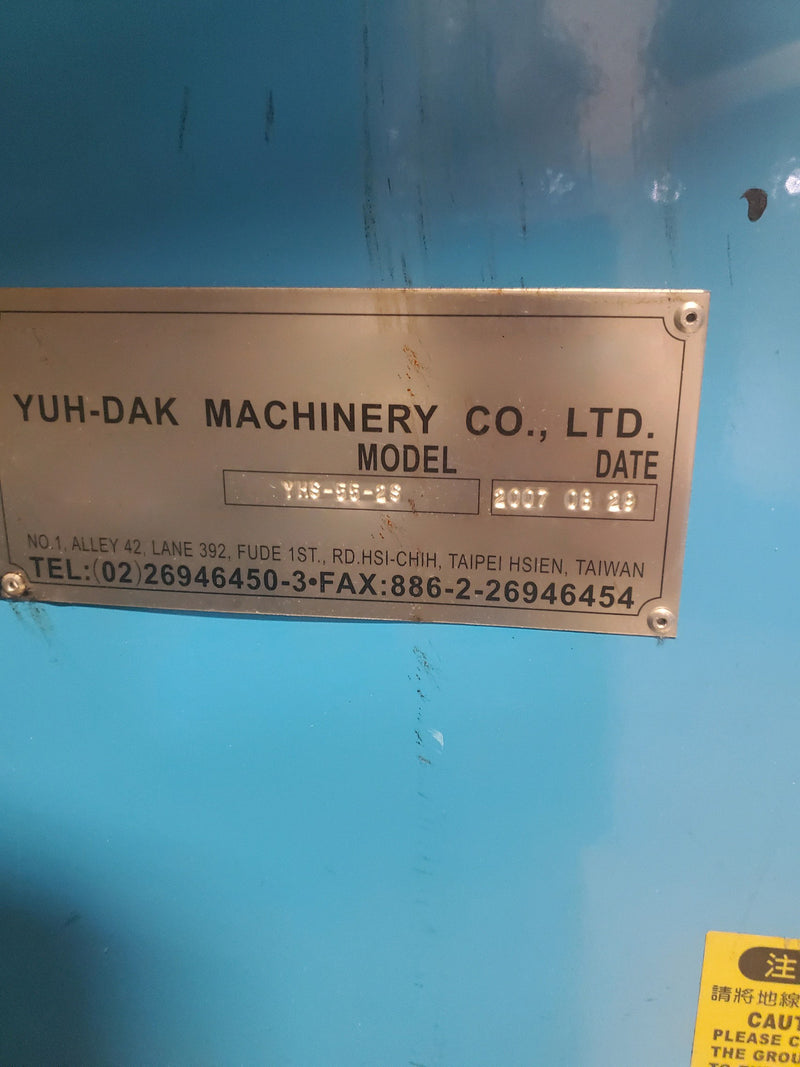 YUH-DAK MACHINERY CO., LTD.
MODEL DATE
YHS-55-2S 2007 08 29
NO.1, ALLEY 42, LANE 392, FUDE 1ST., RD.HSI-CHIH, TAIPEI HSIEN, TAIWAN
TEL:(02)26946450-3•FAX:886-2-26946454
注
請將地線
CAUT
PLEASE C
THE GROU